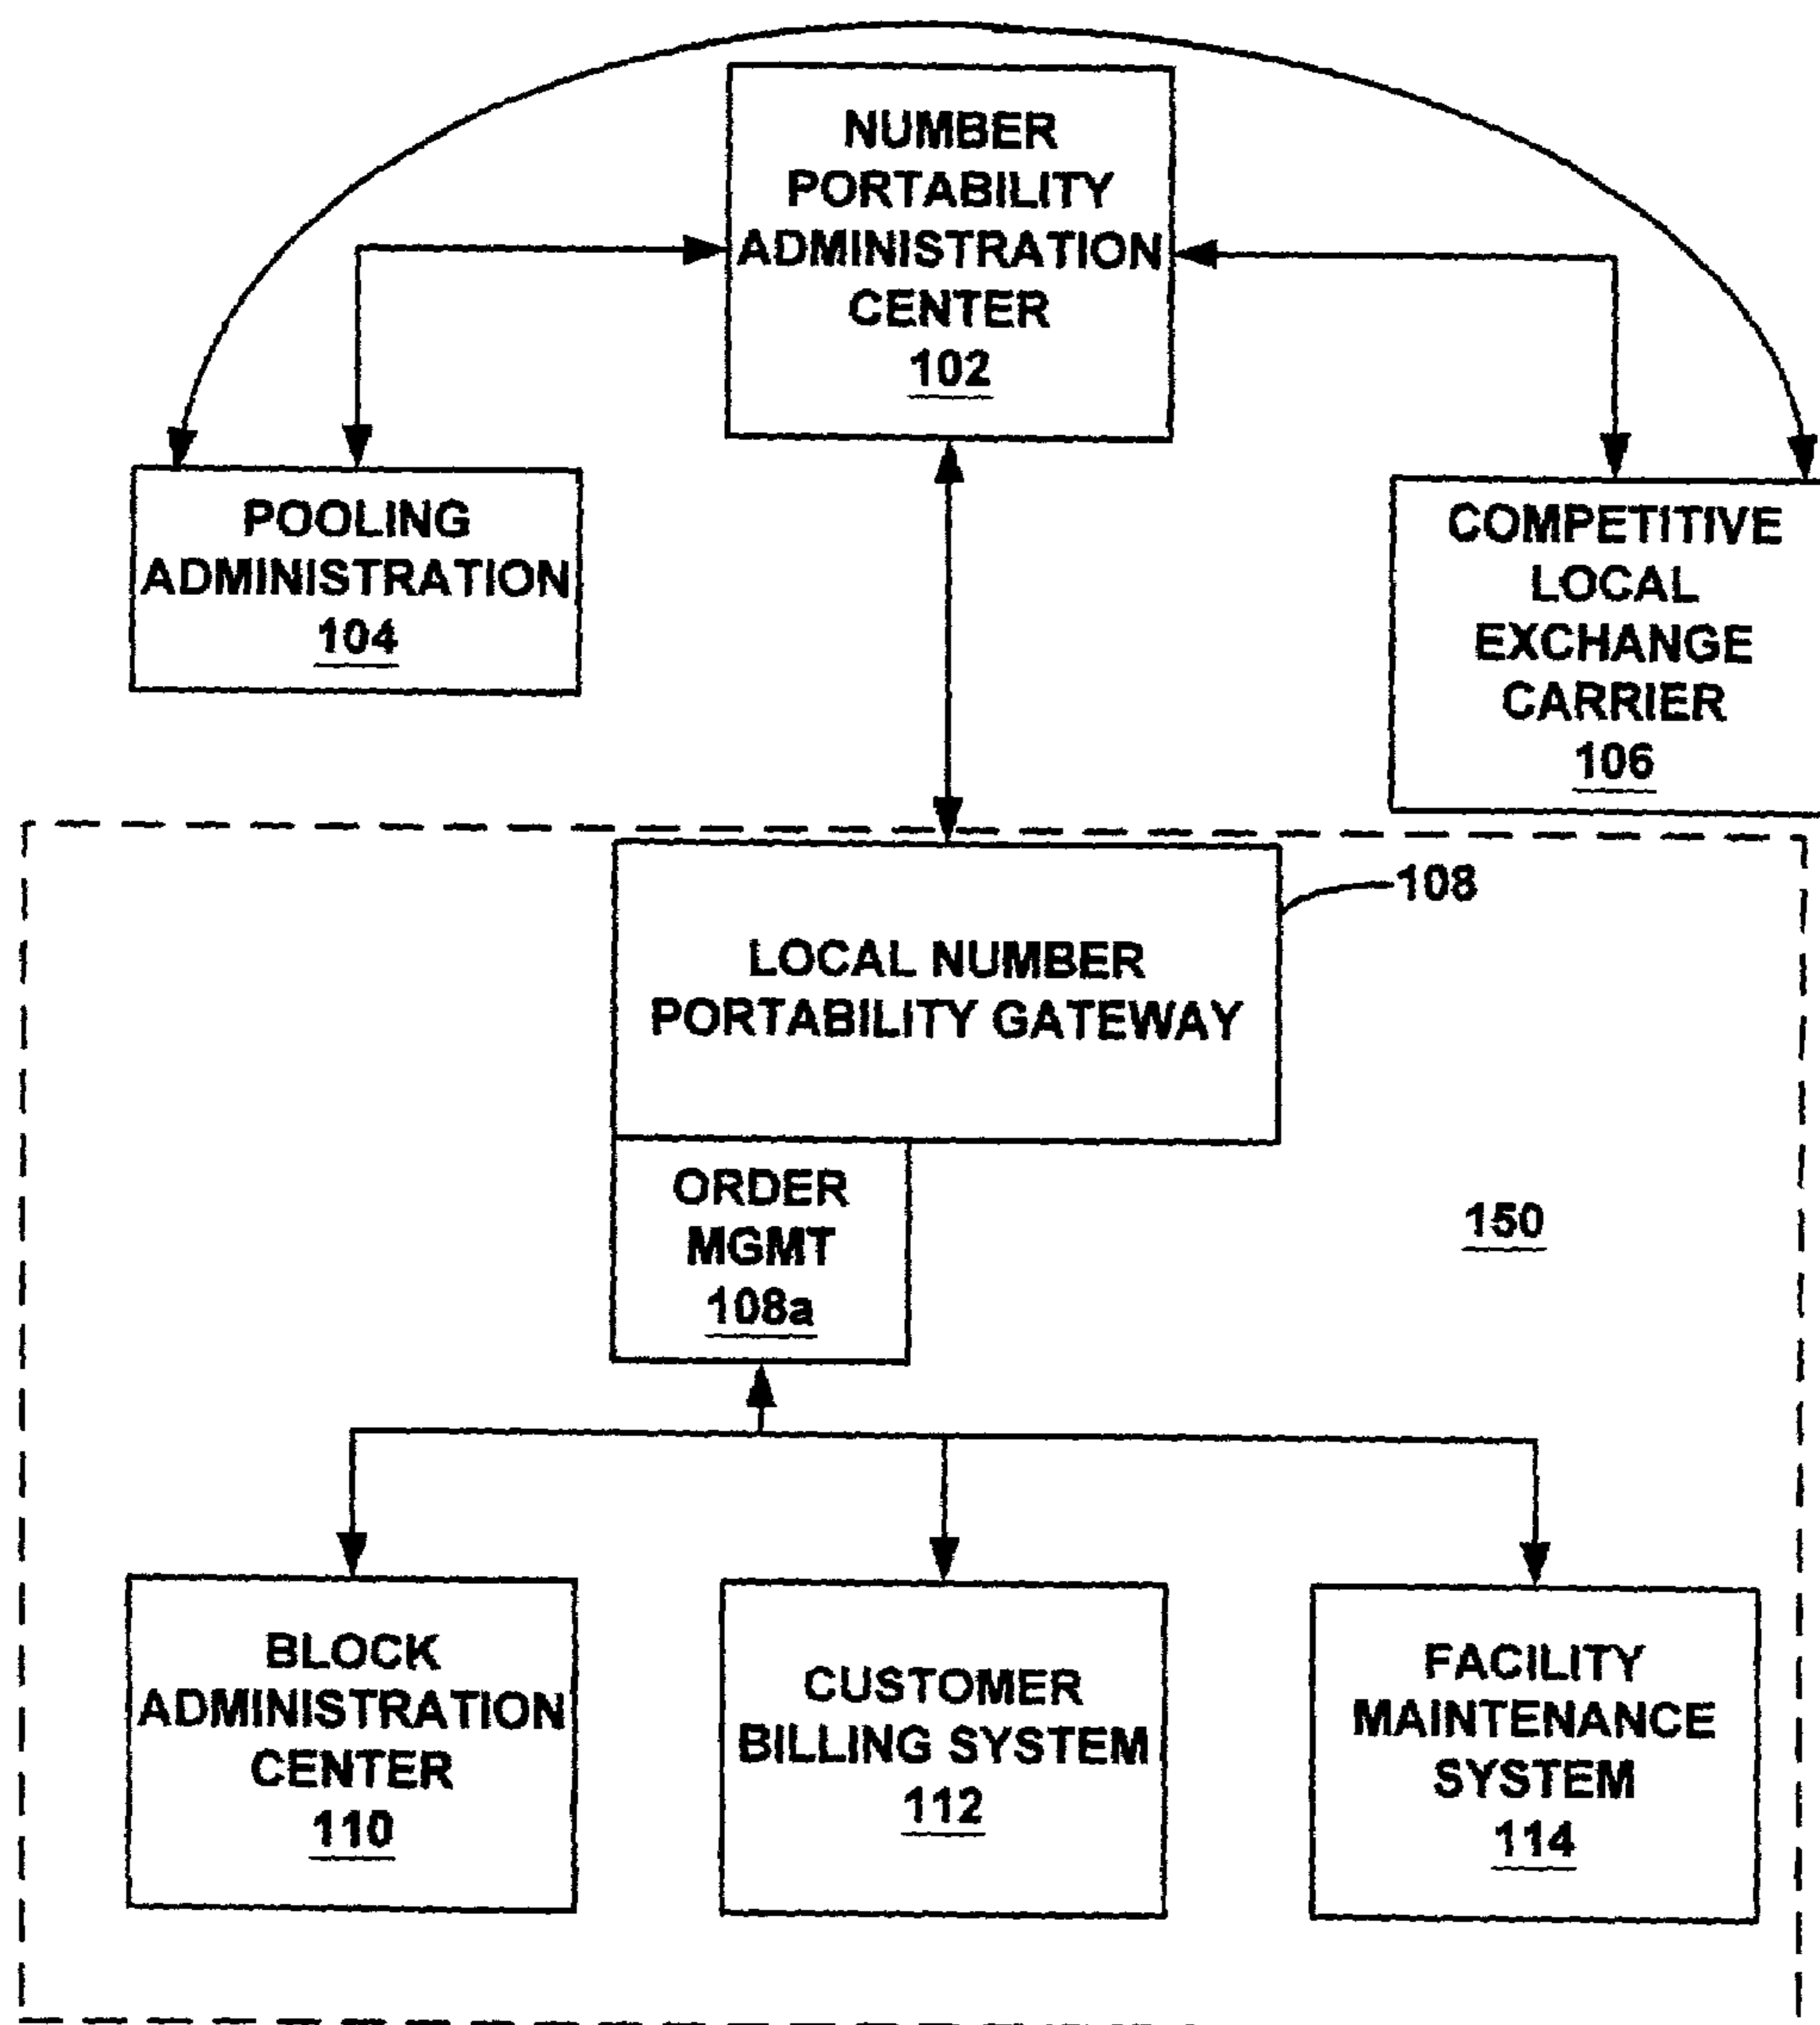 NUMBER
PORTABILITY
ADMINISTRATION
CENTER
102
POOLING
ADMINISTRATION
104
COMPETITIVE
LOCAL
EXCHANGE
CARRIER
106
108
LOCAL NUMBER
PORTABILITY GATEWAY
ORDER
MGMT
108a
150
BLOCK
ADMINISTRATION
CENTER
110
CUSTOMER
BILLING SYSTEM
112
FACILITY
MAINTENANCE
SYSTEM
114